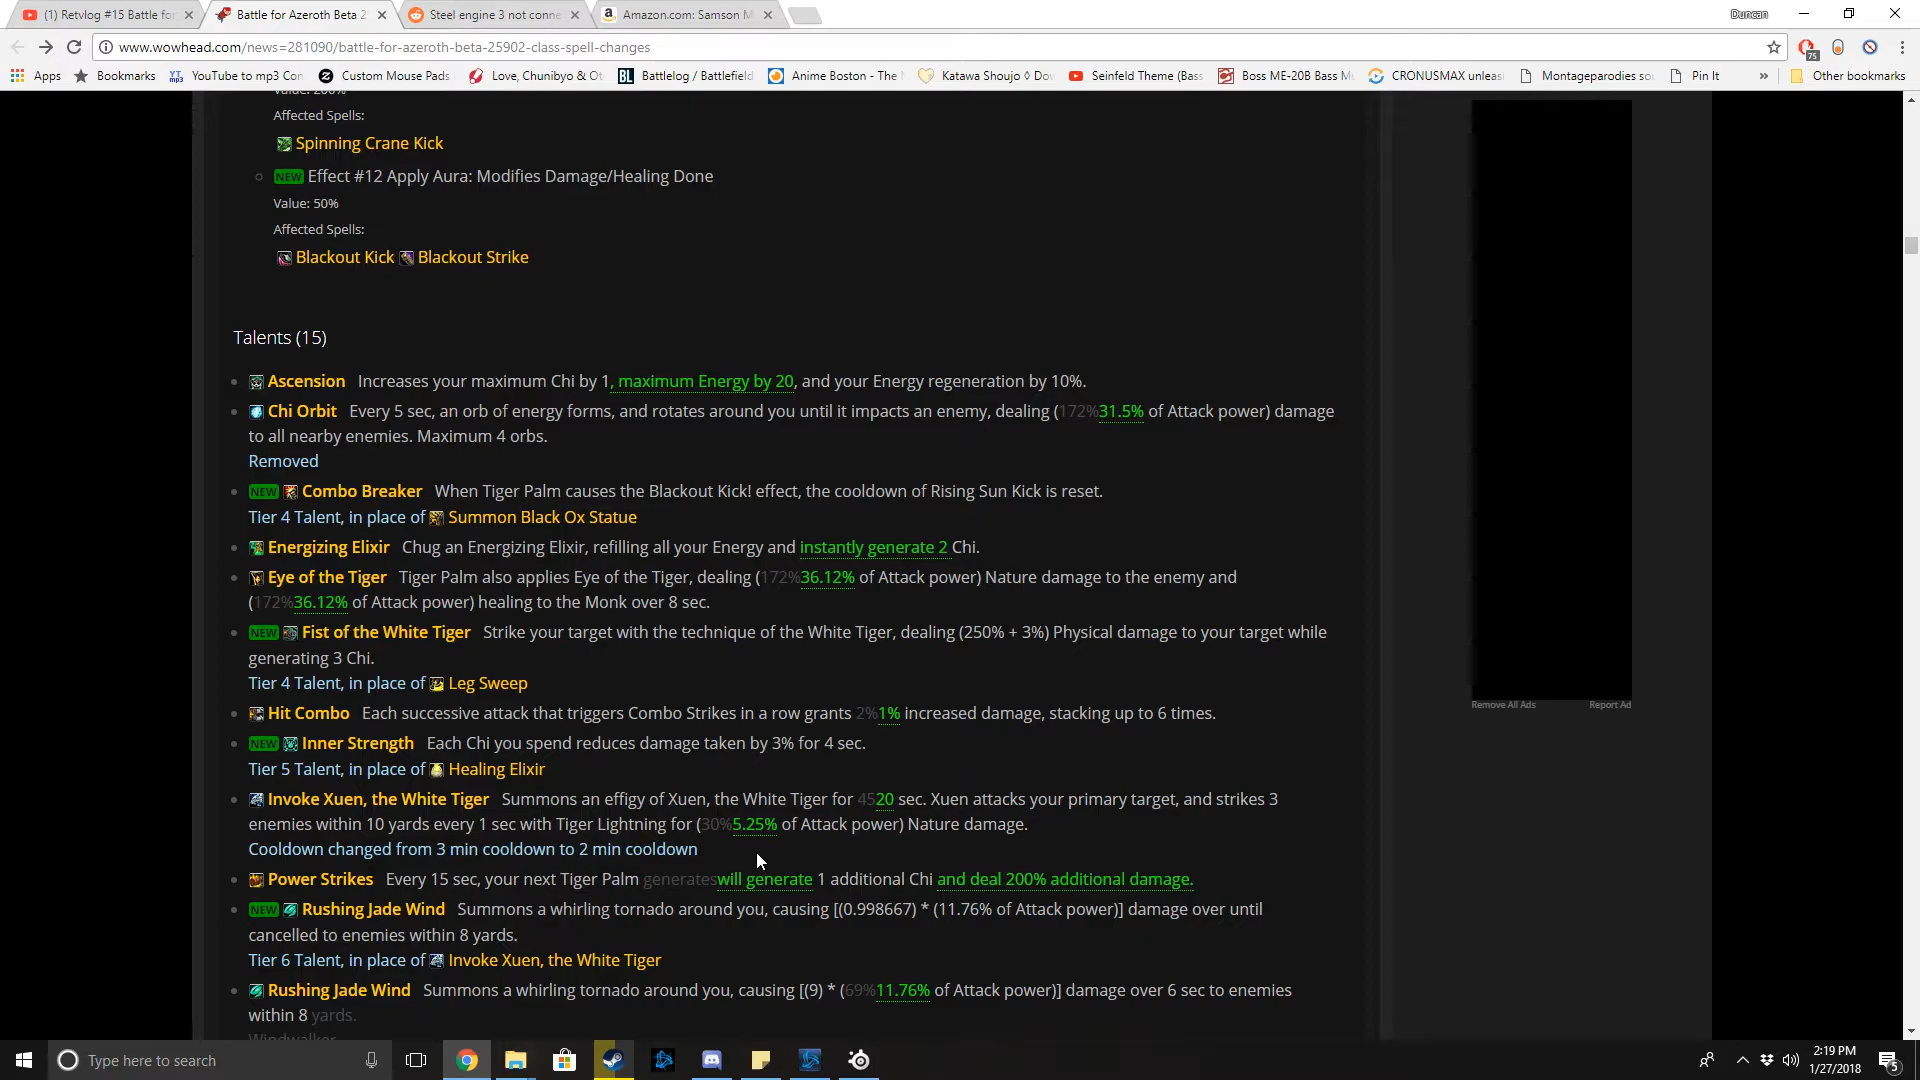 (1) Retvlog #15 Battle for
Battle for Azeroth Beta 2
Steel engine 3 not conne
Amazon.com: Samson M
Duncan
www.wowhead.com/news=281090/battle-for-azeroth-beta-25902-class-spell-changes
75
Apps
Bookmarks
YouTube to mp3 Con
Custom Mouse Pads
Love, Chunibyo & Ot
Battlelog / Battlefield
Anime Boston - The
Katawa Shoujo ◊ Dov
Seinfeld Theme (Bass
Boss ME-20B Bass Mu
CRONUSMAX unleas
Montageparodies so
Pin It
»
Other bookmarks
Value: 200%
Affected Spells:
Spinning Crane Kick
NEW Effect #12 Apply Aura: Modifies Damage/Healing Done
Value: 50%
Affected Spells:
Blackout Kick Blackout Strike
Talents (15)
Ascension Increases your maximum Chi by 1, maximum Energy by 20, and your Energy regeneration by 10%.
Chi Orbit Every 5 sec, an orb of energy forms, and rotates around you until it impacts an enemy, dealing (172%31.5% of Attack power) damage
to all nearby enemies. Maximum 4 orbs.
Removed
NEW Combo Breaker When Tiger Palm causes the Blackout Kick! effect, the cooldown of Rising Sun Kick is reset.
Tier 4 Talent, in place of Summon Black Ox Statue
Energizing Elixir Chug an Energizing Elixir, refilling all your Energy and instantly generate 2 Chi.
Eye of the Tiger Tiger Palm also applies Eye of the Tiger, dealing (172%36.12% of Attack power) Nature damage to the enemy and
(172%36.12% of Attack power) healing to the Monk over 8 sec.
NEW Fist of the White Tiger Strike your target with the technique of the White Tiger, dealing (250% + 3%) Physical damage to your target while
generating 3 Chi.
Tier 4 Talent, in place of Leg Sweep
Hit Combo Each successive attack that triggers Combo Strikes in a row grants 2%1% increased damage, stacking up to 6 times.
NEW Inner Strength Each Chi you spend reduces damage taken by 3% for 4 sec.
Tier 5 Talent, in place of Healing Elixir
Invoke Xuen, the White Tiger Summons an effigy of Xuen, the White Tiger for 4520 sec. Xuen attacks your primary target, and strikes 3
enemies within 10 yards every 1 sec with Tiger Lightning for (30%5.25% of Attack power) Nature damage.
Cooldown changed from 3 min cooldown to 2 min cooldown
Power Strikes Every 15 sec, your next Tiger Palm generateswill generate 1 additional Chi and deal 200% additional damage.
NEW Rushing Jade Wind Summons a whirling tornado around you, causing [(0.998667) * (11.76% of Attack power)] damage over until
cancelled to enemies within 8 yards.
Tier 6 Talent, in place of Invoke Xuen, the White Tiger
Rushing Jade Wind Summons a whirling tornado around you, causing [(9) * (69%11.76% of Attack power)] damage over 6 sec to enemies
within 8 yards.
Windwalker
Remove All Ads
Report Ad
Type here to search
2:19 PM
1/27/2018
5